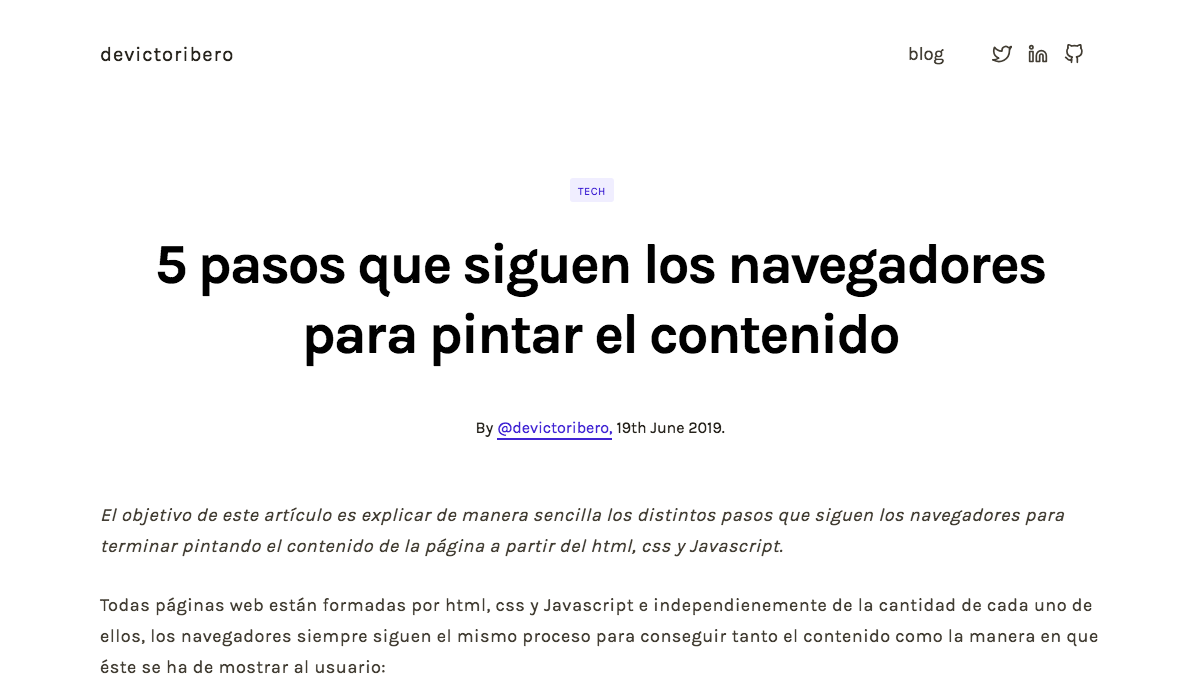 devictoribero
blog
TECH
5 pasos que siguen los navegadores
para pintar el contenido
By @devictoribero, 19th June 2019.
El objetivo de este artículo es explicar de manera sencilla los distintos pasos que siguen los navegadores para
terminar pintando el contenido de la página a partir del html, css y Javascript.
Todas páginas web están formadas por html, css y Javascript e independienemente de la cantidad de cada uno de
ellos, los navegadores siempre siguen el mismo proceso para conseguir tanto el contenido como la manera en que
éste se ha de mostrar al usuario: